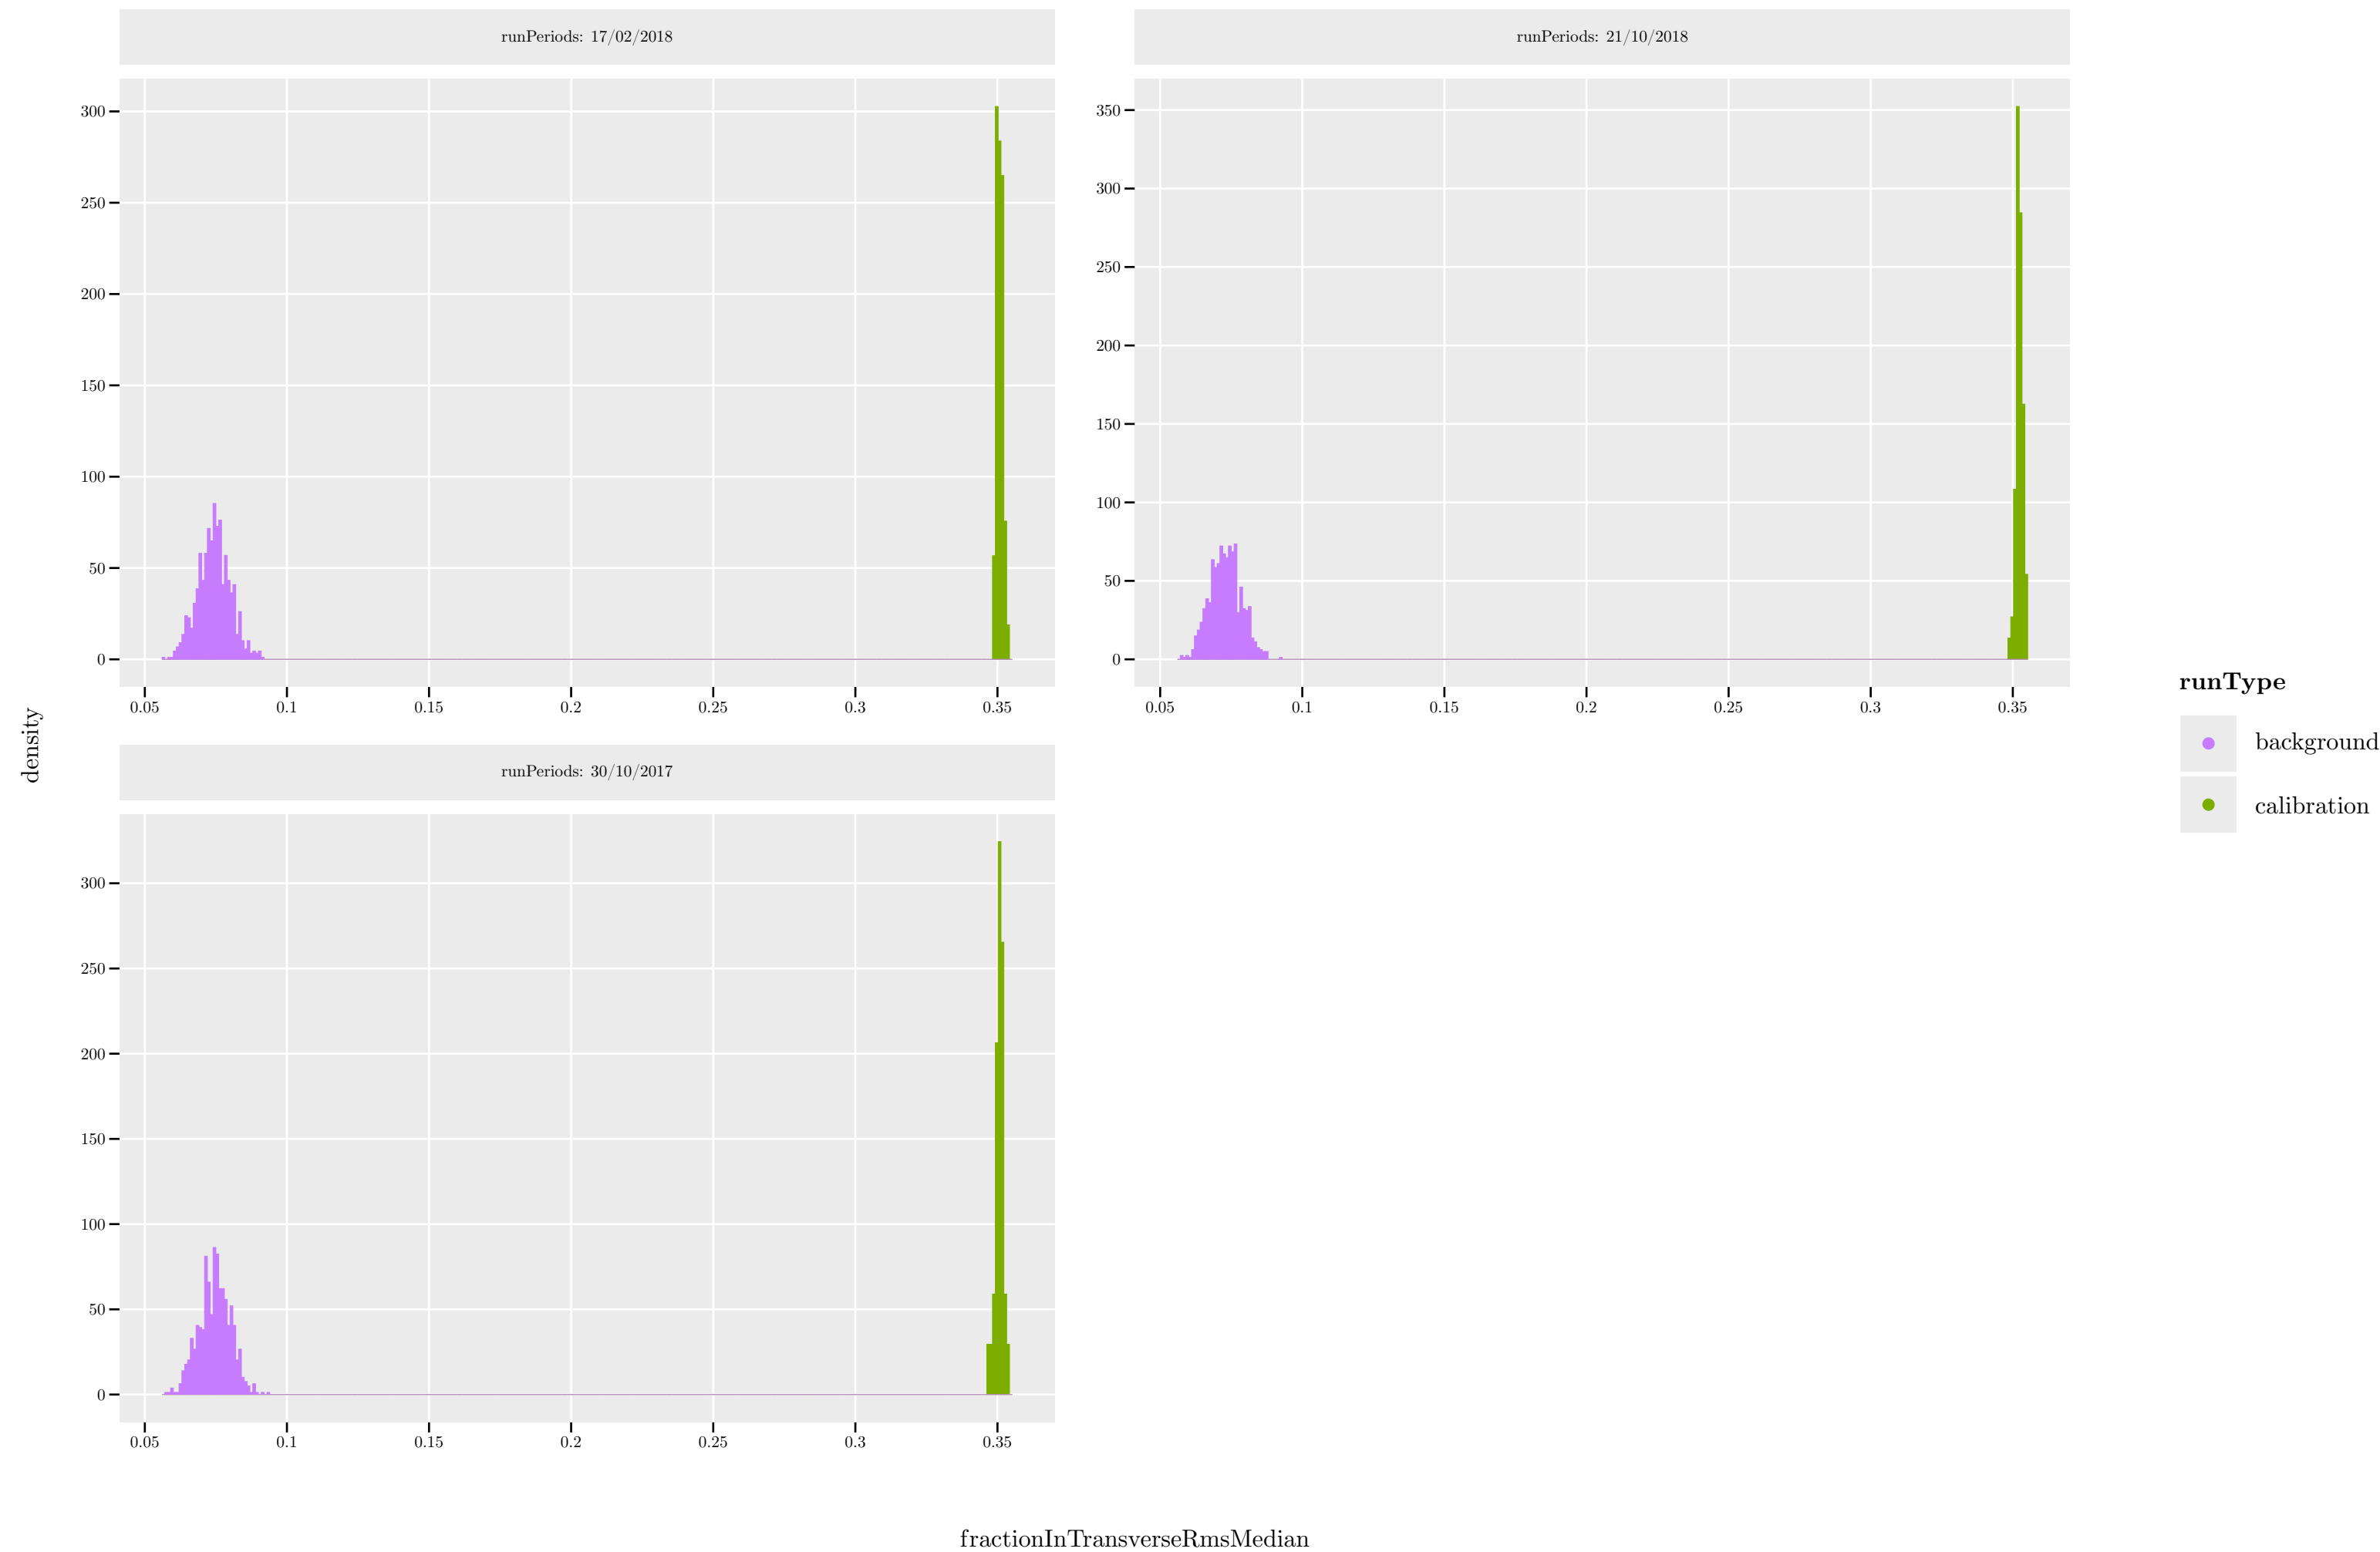 runPeriods: 17/02/2018
300
250
200
150
100
50
0
0.05 0.1 0.15 0.2 0.25 0.3 0.35
runPeriods: 21/10/2018
350
300
250
200
150
100
50
0
0.05 0.1 0.15 0.2 0.25 0.3 0.35
runPeriods: 30/10/2017
300
250
200
150
100
50
0
0.05 0.1 0.15 0.2 0.25 0.3 0.35
density
fractionInTransverseRmsMedian
runType
background
calibration